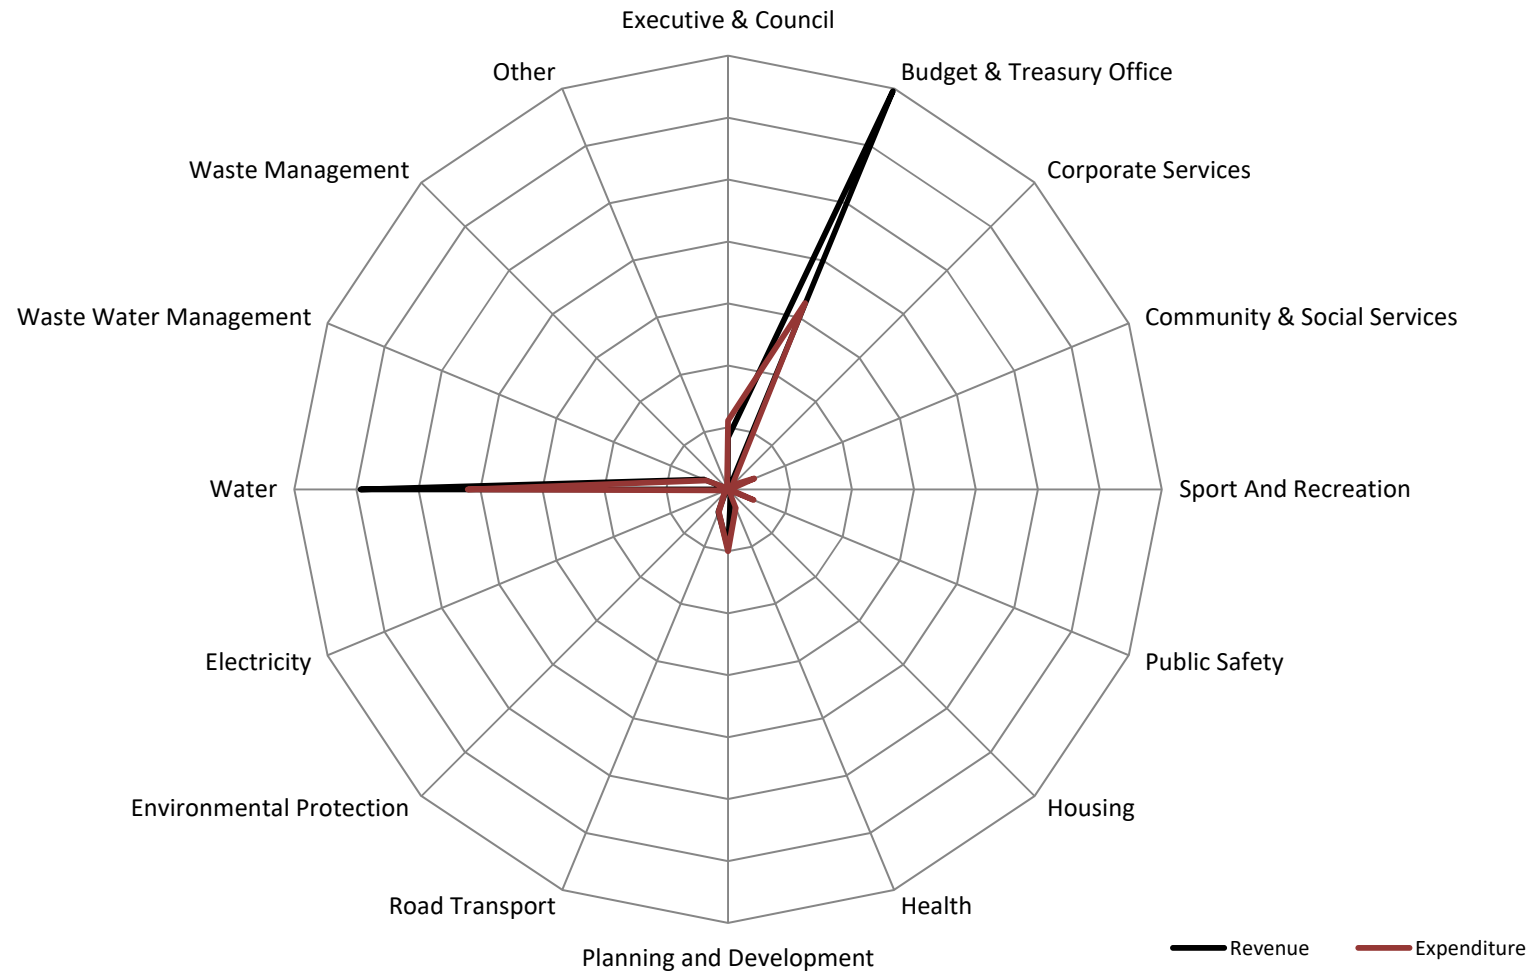 Executive & Council
Other
Budget & Treasury Office
Waste Management
Corporate Services
Waste Water Management
Community & Social Services
Water
Sport And Recreation
Electricity
Public Safety
Environmental Protection
Housing
Road Transport
Health
Planning and Development
Revenue
Expenditure